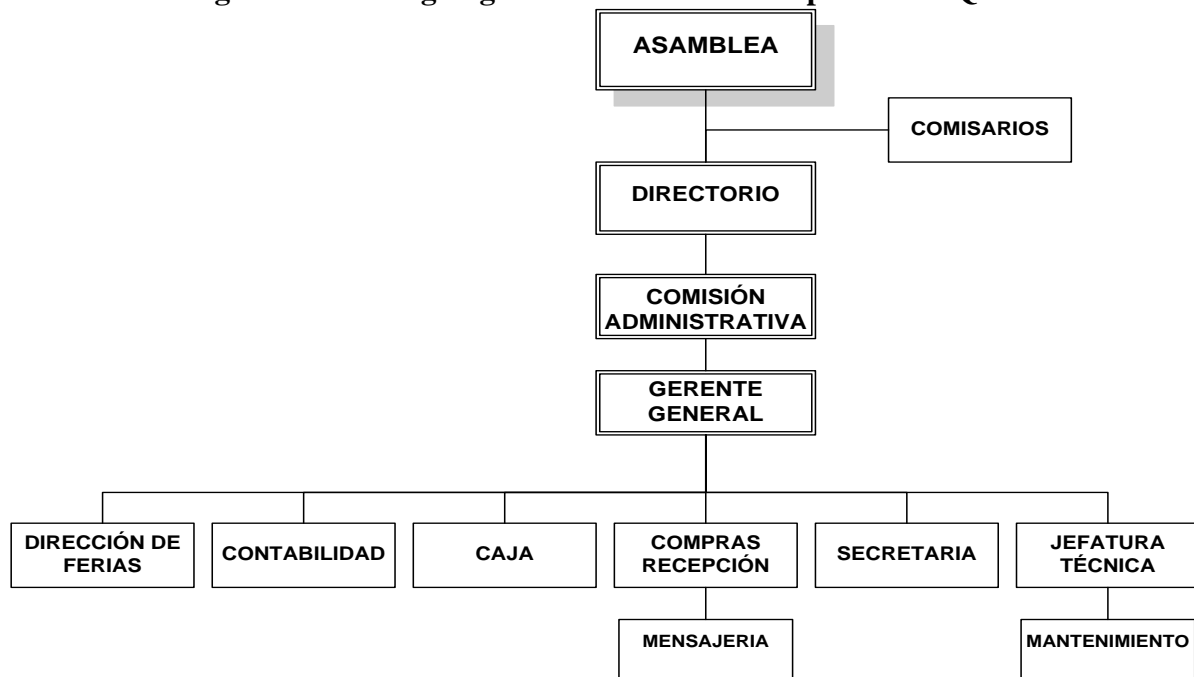 ASAMBLEA
COMISARIOS
DIRECTORIO
COMISIÓN
ADMINISTRATIVA
GERENTE
GENERAL
DIRECCIÓN DE
FERIAS
CONTABILIDAD
CAJA
COMPRAS
RECEPCIÓN
SECRETARIA
JEFATURA
TÉCNICA
MENSAJERIA
MANTENIMIENTO